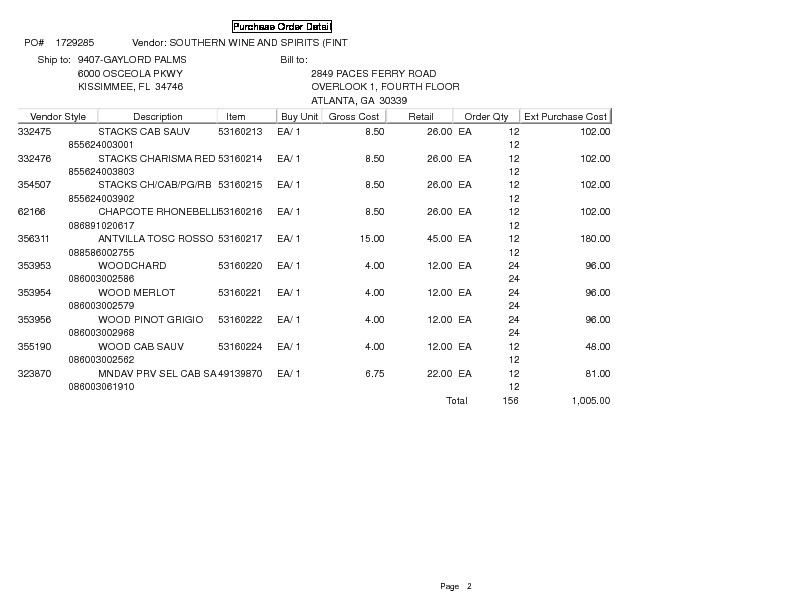 Purchase Order Detail
PO# 1729285 Vendor: SOUTHERN WINE AND SPIRITS (FINT
Ship to: 9407-GAYLORD PALMS Bill to:
6000 OSCEOLA PKWY 2849 PACES FERRY ROAD
KISSIMMEE, FL 34746 OVERLOOK 1, FOURTH FLOOR
ATLANTA, GA 30339
Vendor Style Description Item Buy Unit Gross Cost Retail Order Qty Ext Purchase Cost
332475 STACKS CAB SAUV 53160213 EA/ 1 8.50 26.00 EA 12 102.00
855624003001 12
332476 STACKS CHARISMA RED 53160214 EA/ 1 8.50 26.00 EA 12 102.00
855624003803 12
354507 STACKS CH/CAB/PG/RB 53160215 EA/ 1 8.50 26.00 EA 12 102.00
855624003902 12
62166 CHAPCOTE RHONEBELLI 53160216 EA/ 1 8.50 26.00 EA 12 102.00
086891020617 12
356311 ANTVILLA TOSC ROSSO 53160217 EA/ 1 15.00 45.00 EA 12 180.00
088586002755 12
353953 WOODCHARD 53160220 EA/ 1 4.00 12.00 EA 24 96.00
086003002586 24
353954 WOOD MERLOT 53160221 EA/ 1 4.00 12.00 EA 24 96.00
086003002579 24
353956 WOOD PINOT GRIGIO 53160222 EA/ 1 4.00 12.00 EA 24 96.00
086003002968 24
355190 WOOD CAB SAUV 53160224 EA/ 1 4.00 12.00 EA 12 48.00
086003002562 12
323870 MNDAV PRV SEL CAB SA 49139870 EA/ 1 6.75 22.00 EA 12 81.00
086003061910 12
Total 156 1,005.00
Page 2